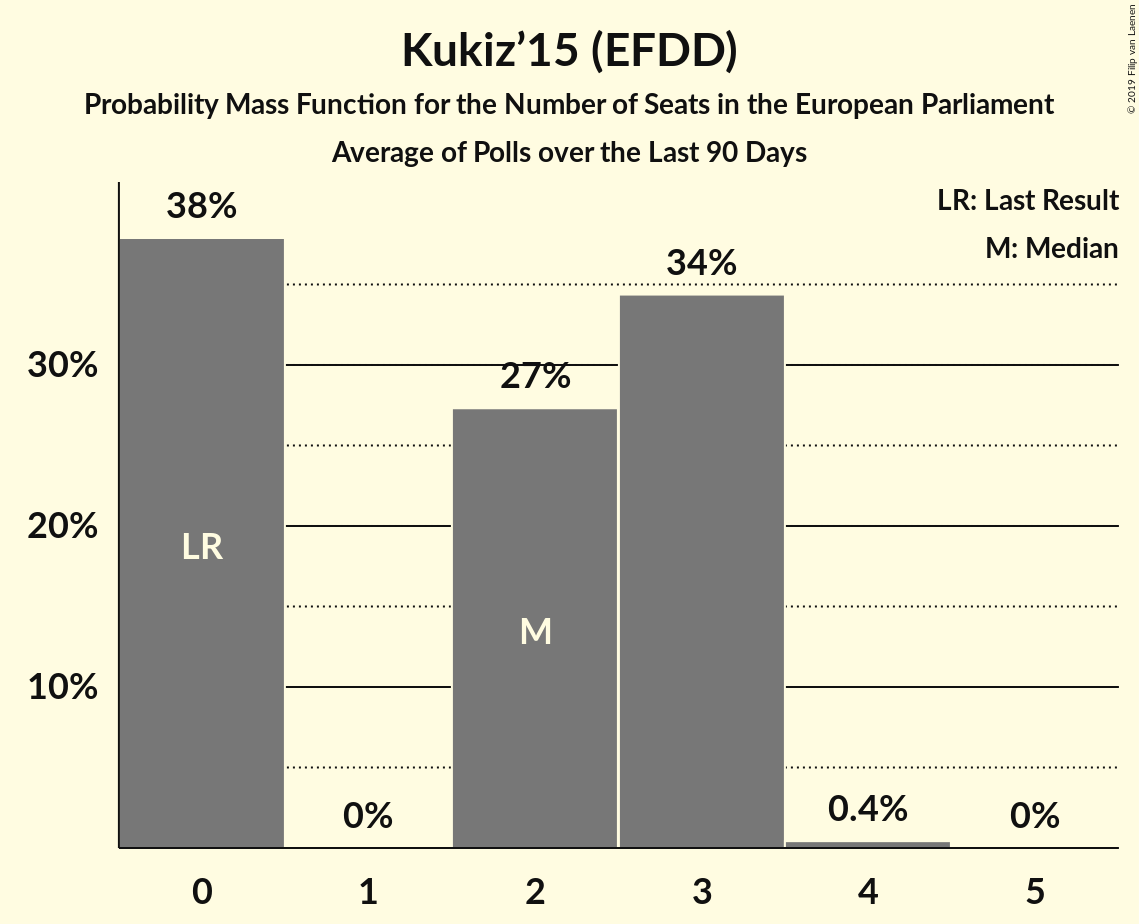 Kukiz’15 (EFDD)
Probability Mass Function for the Number of Seats in the European Parliament
Average of Polls over the Last 90 Days
© 2019 Filip van Laenen
LR: Last Result
M: Median
38%
34%
30%
27%
20%
LR
M
10%
0%
0.4%
0%
0 1 2 3 4 5